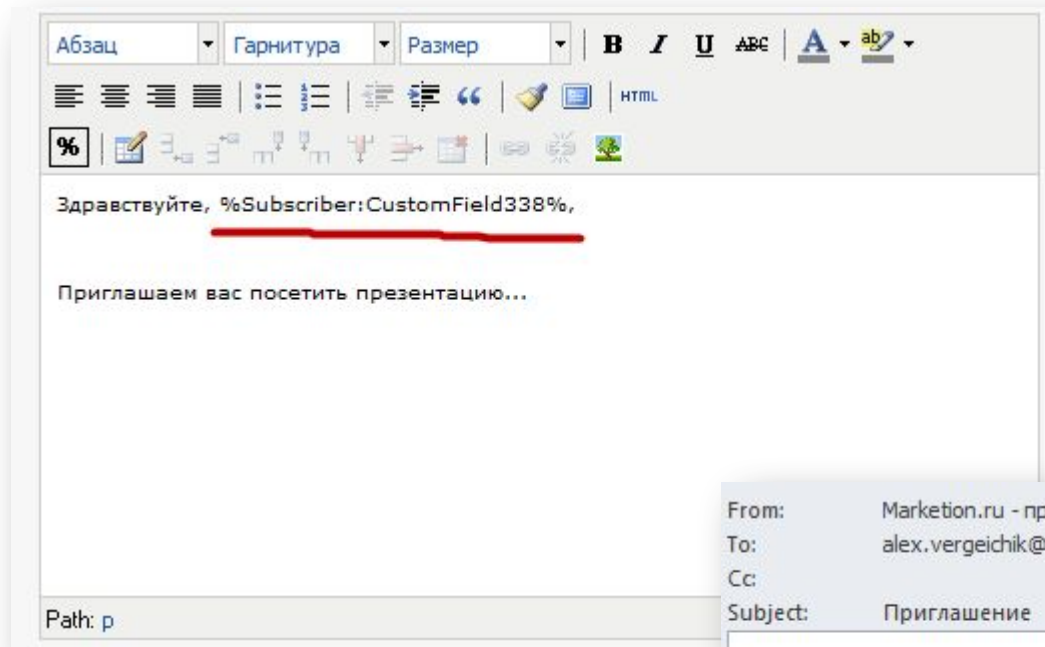 Абзац Гарнитура Размер B I U ABC A ab
HTML
%
Здравствуйте, %Subscriber:CustomField338%,
Приглашаем вас посетить презентацию...
Path: p
From: Marketion.ru - пр
To: alex.vergeichik@
Cc:
Subject: Приглашение